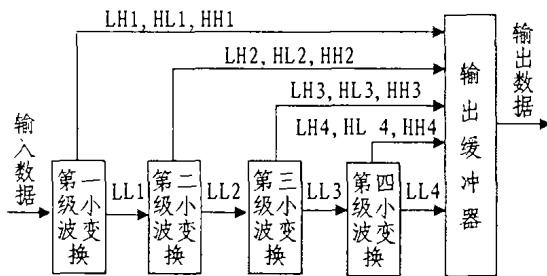 LH1, HL1, HH1
LH2, HL2, HH2
LH3, HL3, HH3
LH4, HL 4, HH4
输入数据
第一级小波变换
LL1
第二级小波变换
LL2
第三级小波变换
LL3
第四级小波变换
LL4
输出缓冲器
输出数据